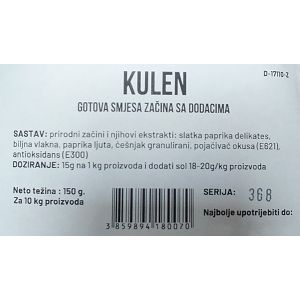 D-17110-2
KULEN
GOTOVA SMJESA ZAČINA SA DODACIMA
SASTAV: prirodni začini i njihovi ekstrakti: slatka paprika delikates,
biljna vlakna, paprika ljuta, češnjak granulirani, pojačivač okusa (E621),
antioksidans(E300)
DOZIRANJE: 15g na 1 kg proizvoda i dodati sol 18-20g/kg proizvoda
Neto težina : 150 g.
Za 10 kg proizvoda
3 859894 180070
SERIJA: 368
Najbolje upotrijebiti do: